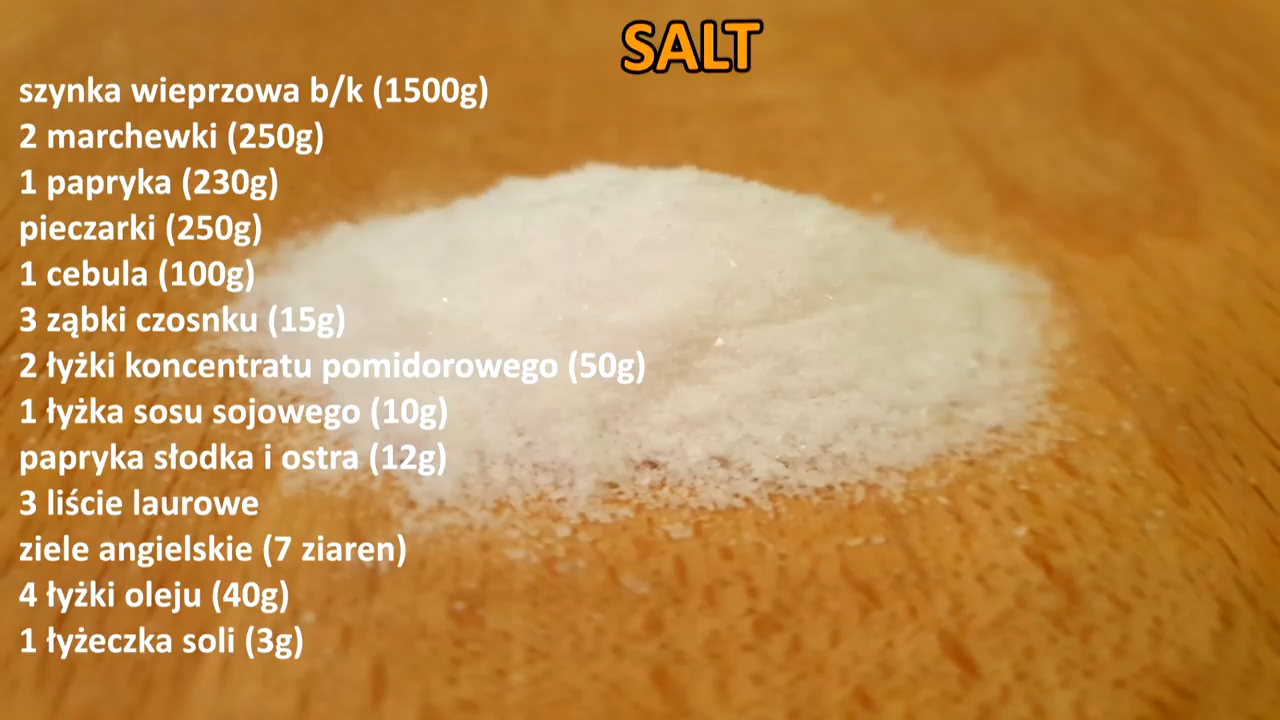 SALT
szynka wieprzowa b/k (1500g)
2 marchewki (250g)
1 papryka (230g)
pieczarki (250g)
1 cebula (100g)
3 ząbki czosnku (15g)
2 łyżki koncentratu pomidorowego (50g)
1 łyżka sosu sojowego (10g)
papryka słodka i ostra (12g)
3 liście laurowe
ziele angielskie (7 ziaren)
4 łyżki oleju (40g)
1 łyżeczka soli (3g)